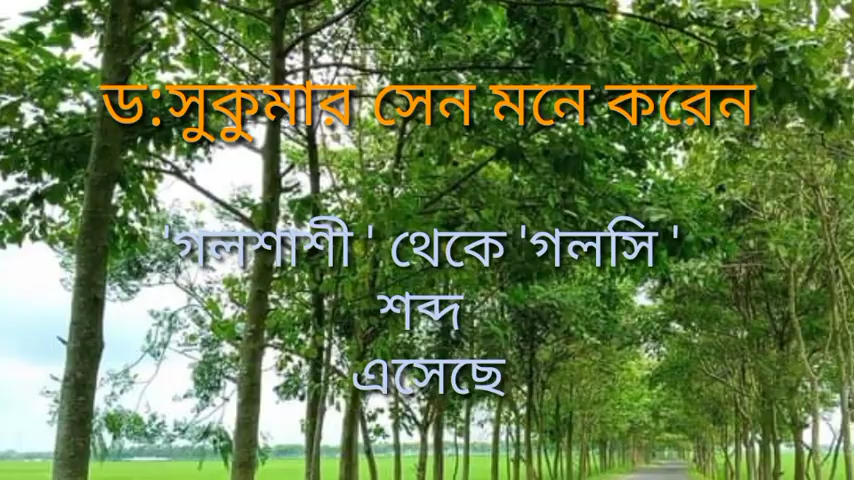 ড:সুকুমার সেন মনে করেন
'গলশাশী ' থেকে 'গলসি '
শব্দ
এসেছে